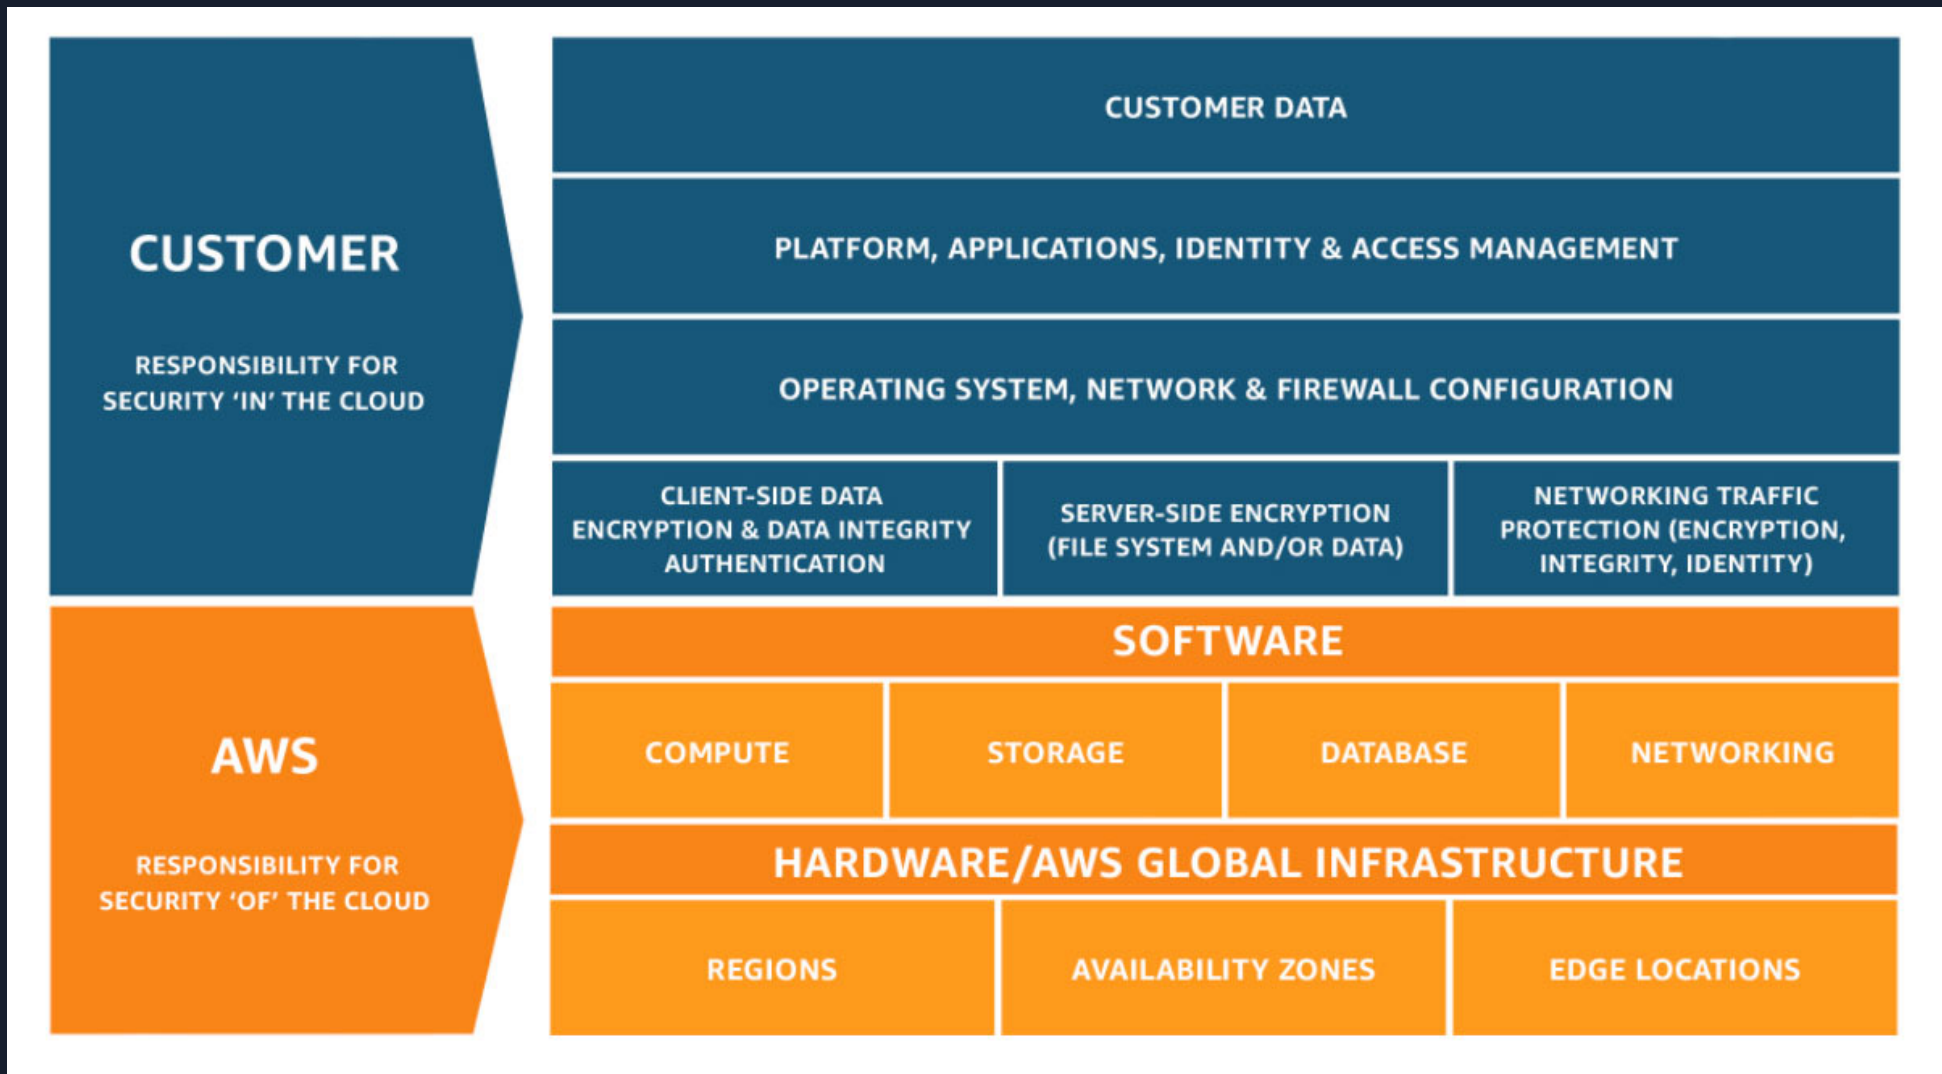 CUSTOMER
RESPONSIBILITY FOR
SECURITY ‘IN’ THE CLOUD
CUSTOMER DATA
PLATFORM, APPLICATIONS, IDENTITY & ACCESS MANAGEMENT
OPERATING SYSTEM, NETWORK & FIREWALL CONFIGURATION
CLIENT-SIDE DATA
ENCRYPTION & DATA INTEGRITY
AUTHENTICATION
SERVER-SIDE ENCRYPTION
(FILE SYSTEM AND/OR DATA)
NETWORKING TRAFFIC
PROTECTION (ENCRYPTION,
INTEGRITY, IDENTITY)
AWS
RESPONSIBILITY FOR
SECURITY ‘OF’ THE CLOUD
SOFTWARE
COMPUTE
STORAGE
DATABASE
NETWORKING
HARDWARE/AWS GLOBAL INFRASTRUCTURE
REGIONS
AVAILABILITY ZONES
EDGE LOCATIONS